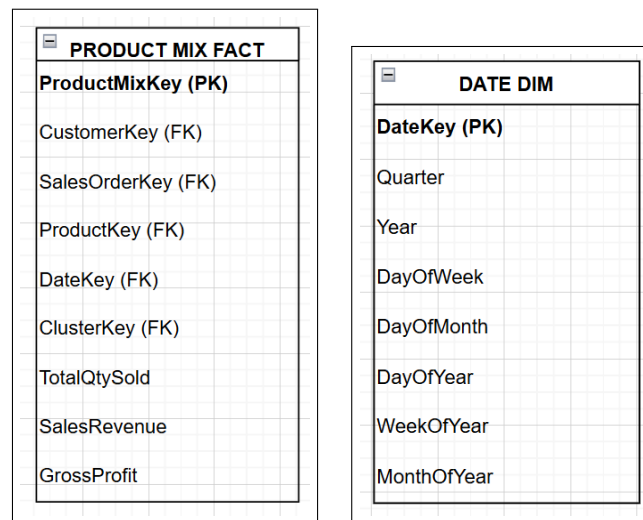 PRODUCT MIX FACT
ProductMixKey (PK)
CustomerKey (FK)
SalesOrderKey (FK)
ProductKey (FK)
DateKey (FK)
ClusterKey (FK)
TotalQtySold
SalesRevenue
GrossProfit
DATE DIM
DateKey (PK)
Quarter
Year
DayOfWeek
DayOfMonth
DayOfYear
WeekOfYear
MonthOfYear